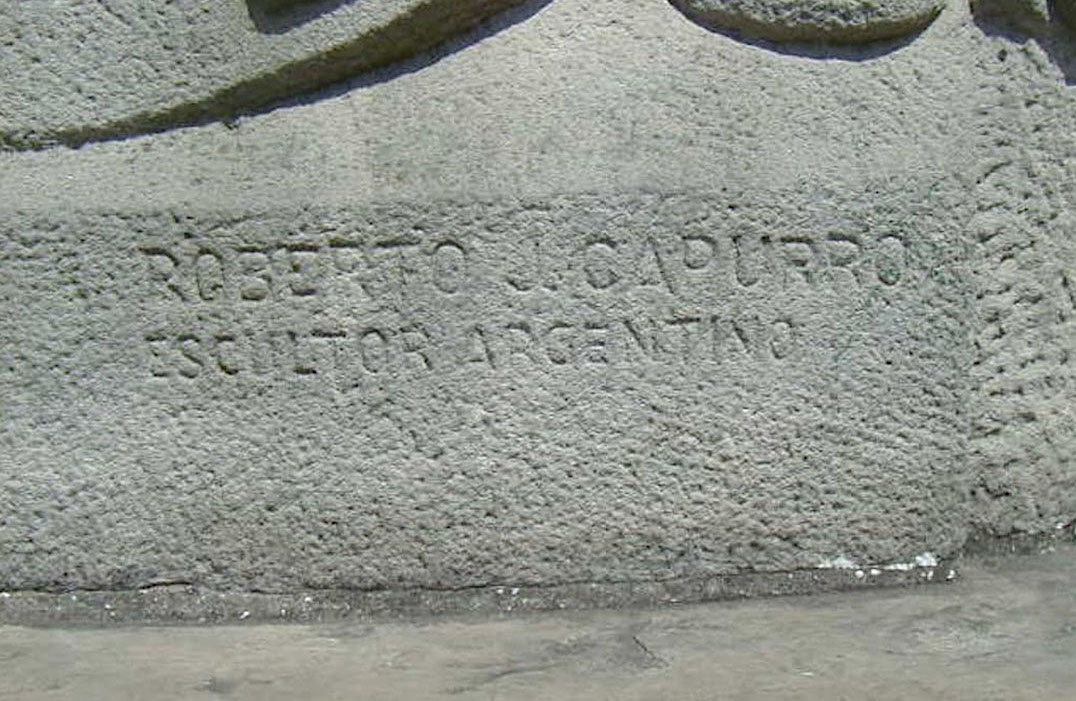 ROBERTO J. CAPURRO
ESCULTOR ARGENTINO